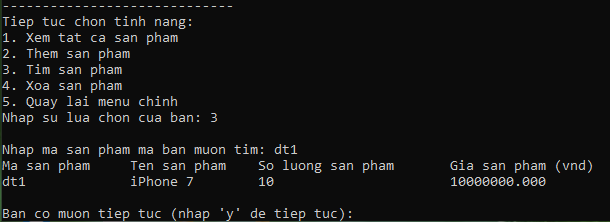 -----------------------------
Tiep tuc chon tinh nang:
1. Xem tat ca san pham
2. Them san pham
3. Tim san pham
4. Xoa san pham
5. Quay lai menu chinh
Nhap su lua chon cua ban: 3
Nhap ma san pham ma ban muon tim: dt1
Ma san pham     Ten san pham    So luong san pham       Gia san pham (vnd)
dt1             iPhone 7        10                      10000000.000
Ban co muon tiep tuc (nhap 'y' de tiep tuc):